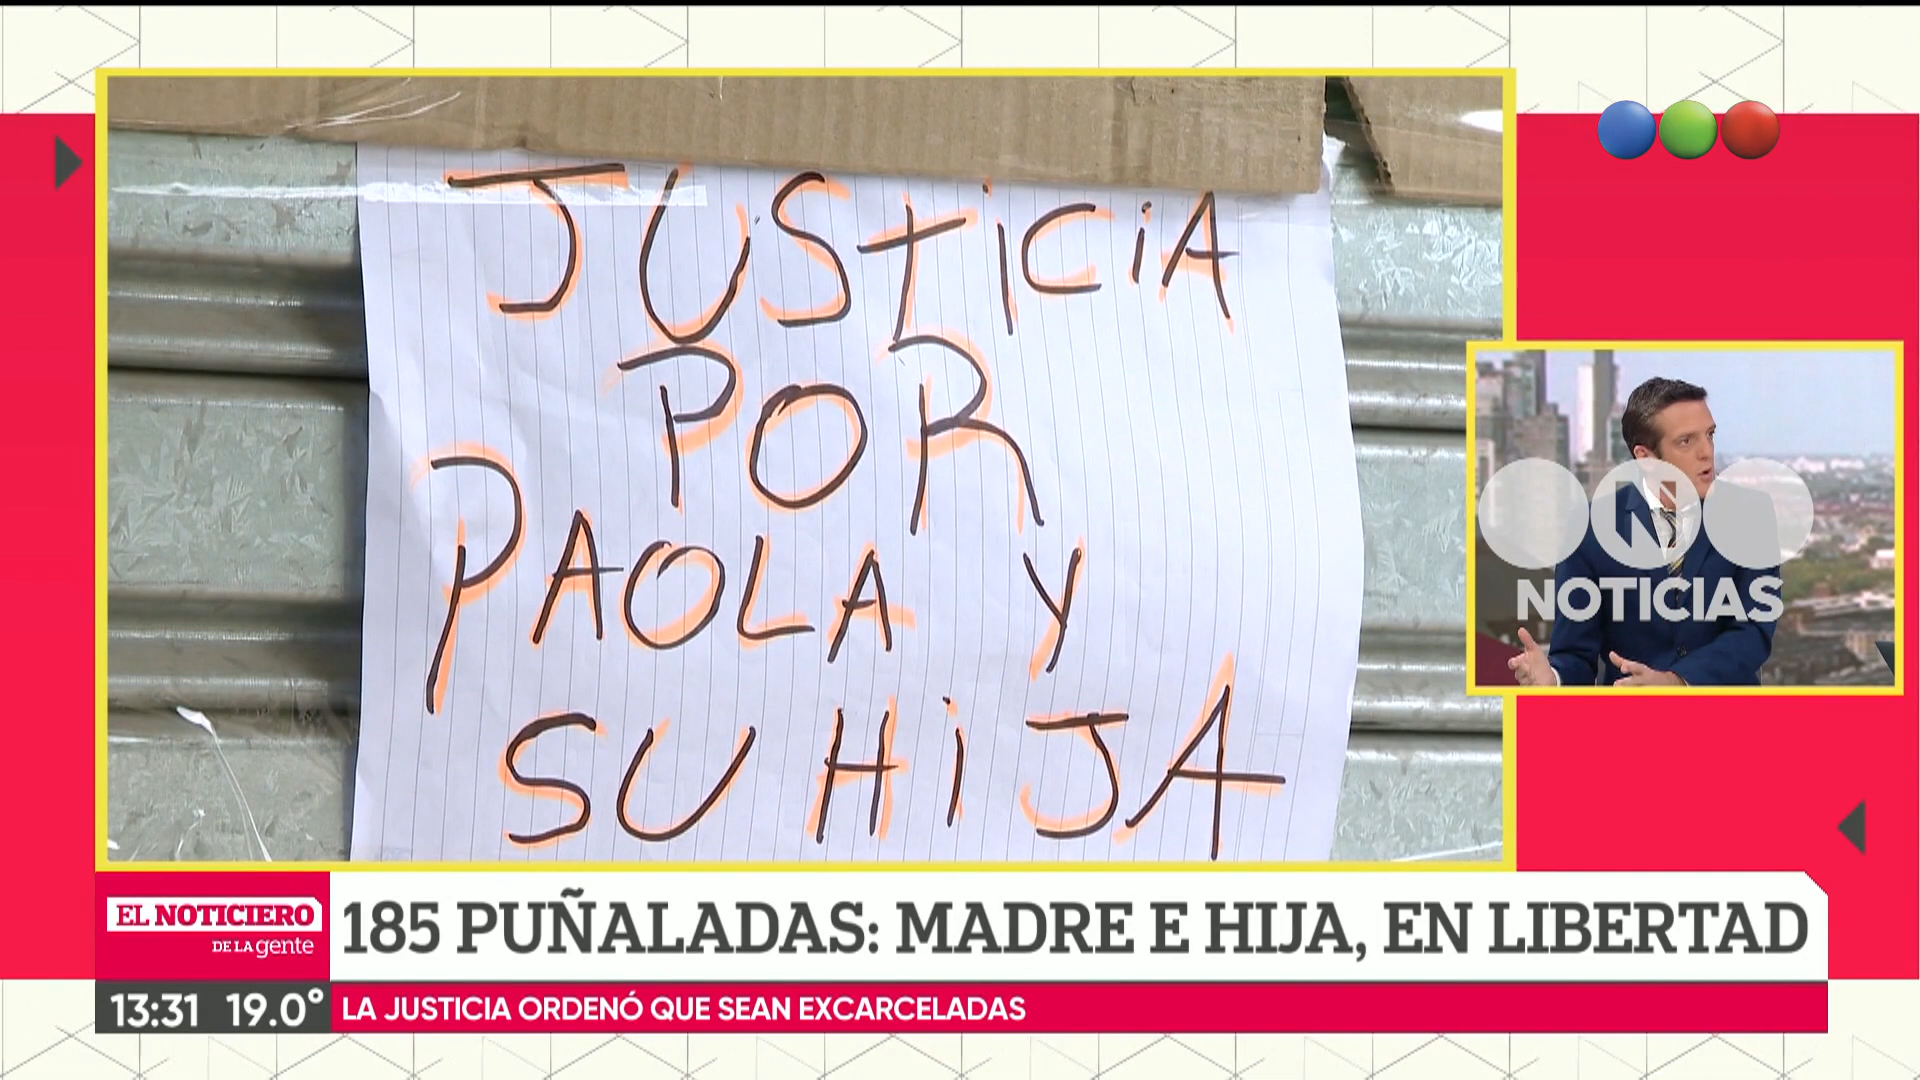 JUSTICIA
POR
PAOLA Y
SU HIJA
N
NOTICIAS
EL NOTICIERO
DE LA gente
185 PUÑALADAS: MADRE E HIJA, EN LIBERTAD
13:31 19.0°
LA JUSTICIA ORDENÓ QUE SEAN EXCARCELADAS